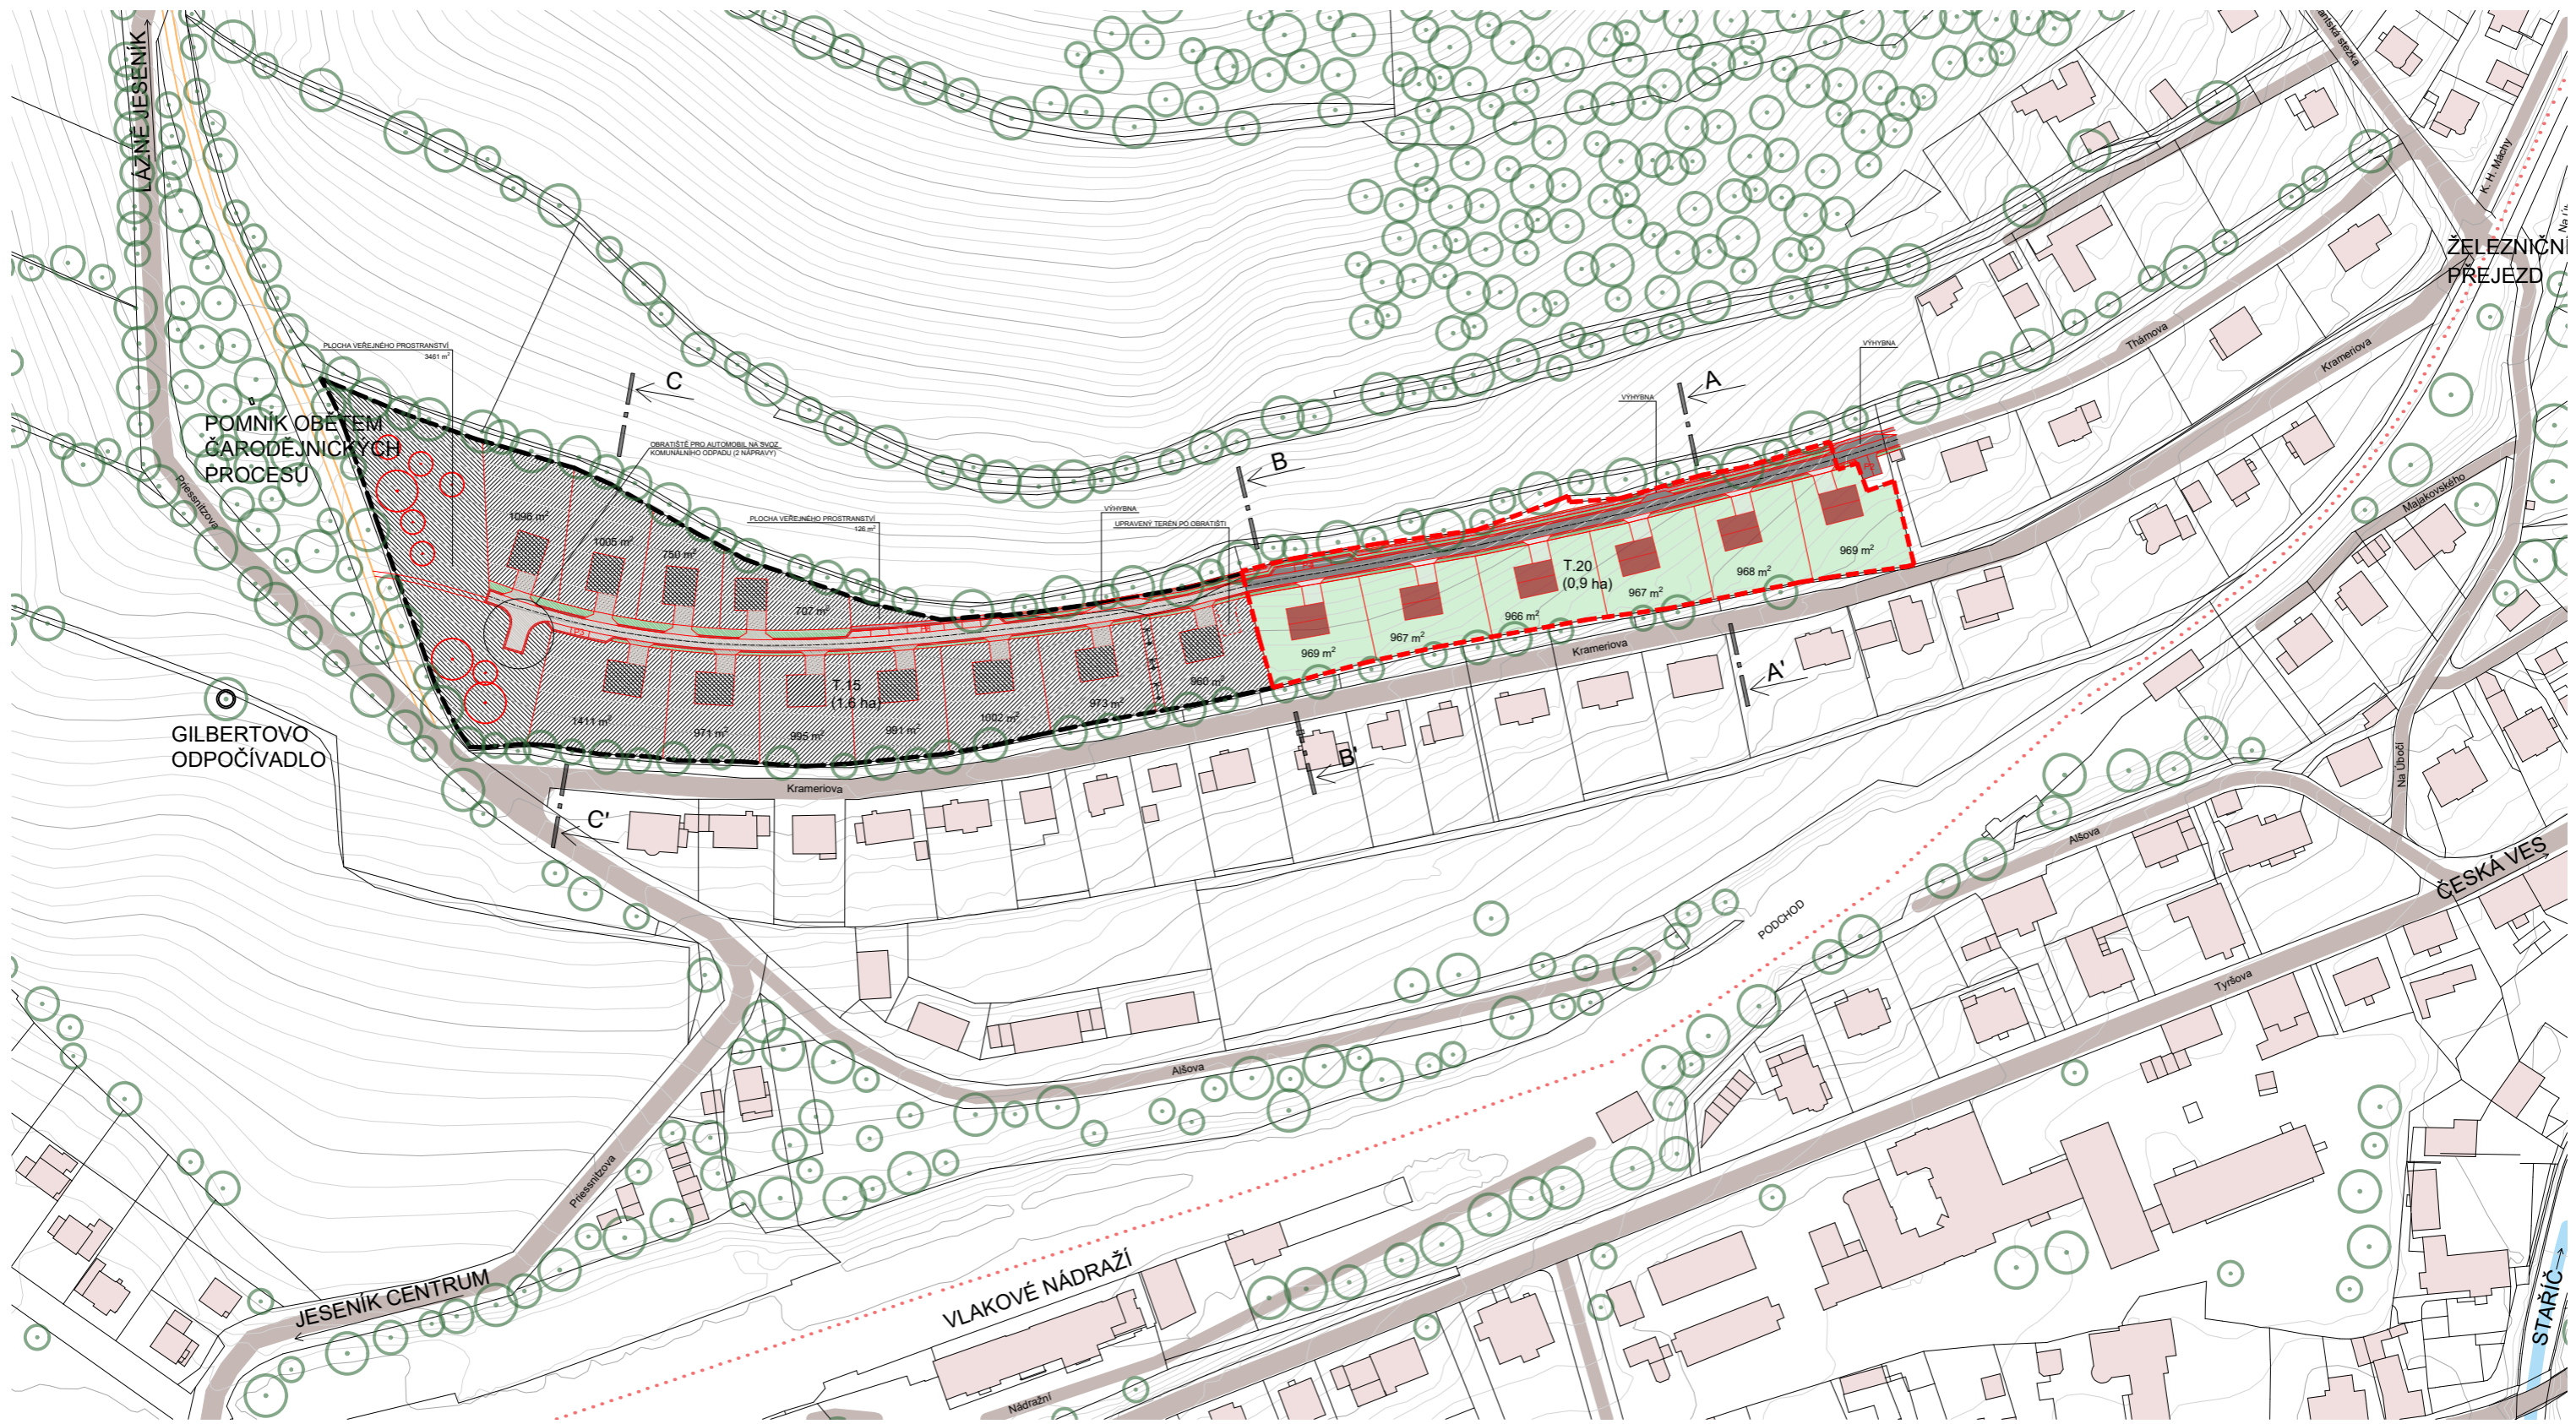 LÁZNĚ JESENÍK
K. H. Máchy
ŽELEZNIČNÍ
PŘEJEZD
Thámova
Krameriova
VÝHYBNA
VÝHYBNA
A
C
B
PLOCHA VEŘEJNÉHO PROSTRANSTVÍ
3461 m²
POMNÍK OBĚTEM
ČARODĚJNICKÝCH
PROCESŮ
OBRATIŠTĚ PRO AUTOMOBIL NA SVOZ
KOMUNÁLNÍHO ODPADU (2 NÁPRAVY)
Priessnitzova
1096 m²
1005 m²
750 m²
707 m²
PLOCHA VEŘEJNÉHO PROSTRANSTVÍ
126 m²
VÝHYBNA
UPRAVENÝ TERÉN PO OBRATIŠTI
Majakovského
T.20
(0,9 ha)
969 m²
968 m²
967 m²
966 m²
967 m²
969 m²
Krameriova
A'
T.15
(1,6 ha)
1411 m²
971 m²
995 m²
991 m²
1002 m²
973 m²
960 m²
GILBERTOVO
ODPOČÍVADLO
B'
Krameriova
C'
Na Úbočí
Alšova
ČESKÁ VES
PODCHOD
Tyršova
Alšova
Priessnitzova
JESENÍK CENTRUM
VLAKOVÉ NÁDRAŽÍ
Nádražní
STAŘÍČ